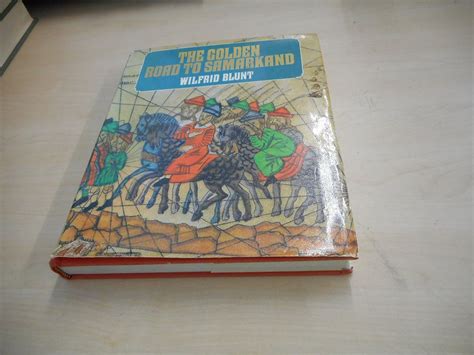 THE GOLDEN
ROAD TO SAMARKAND
WILFRID BLUNT